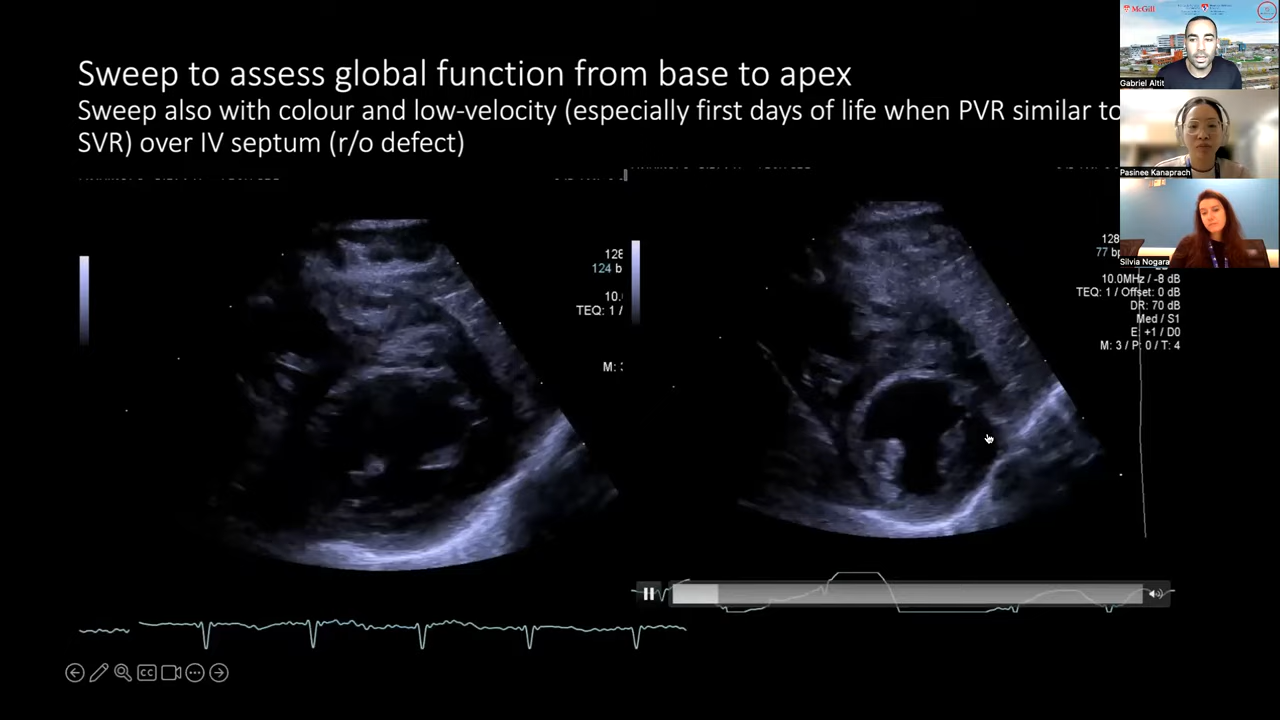 Sweep to assess global function from base to apex
Sweep also with colour and low-velocity (especially first days of life when PVR similar to
SVR) over IV septum (r/o defect)
McGill
Gabriel Altit
Pasinee Kanaprach
Silvia Nogara
128
124 b
10.
TEQ: 1 /
M:
128
77 bp
10.0MHz / -8 dB
TEQ: 1 / Offset: 0 dB
DR: 70 dB
Med / S1
E: +1 / D0
M: 3 / P: 0 / T: 4
CC